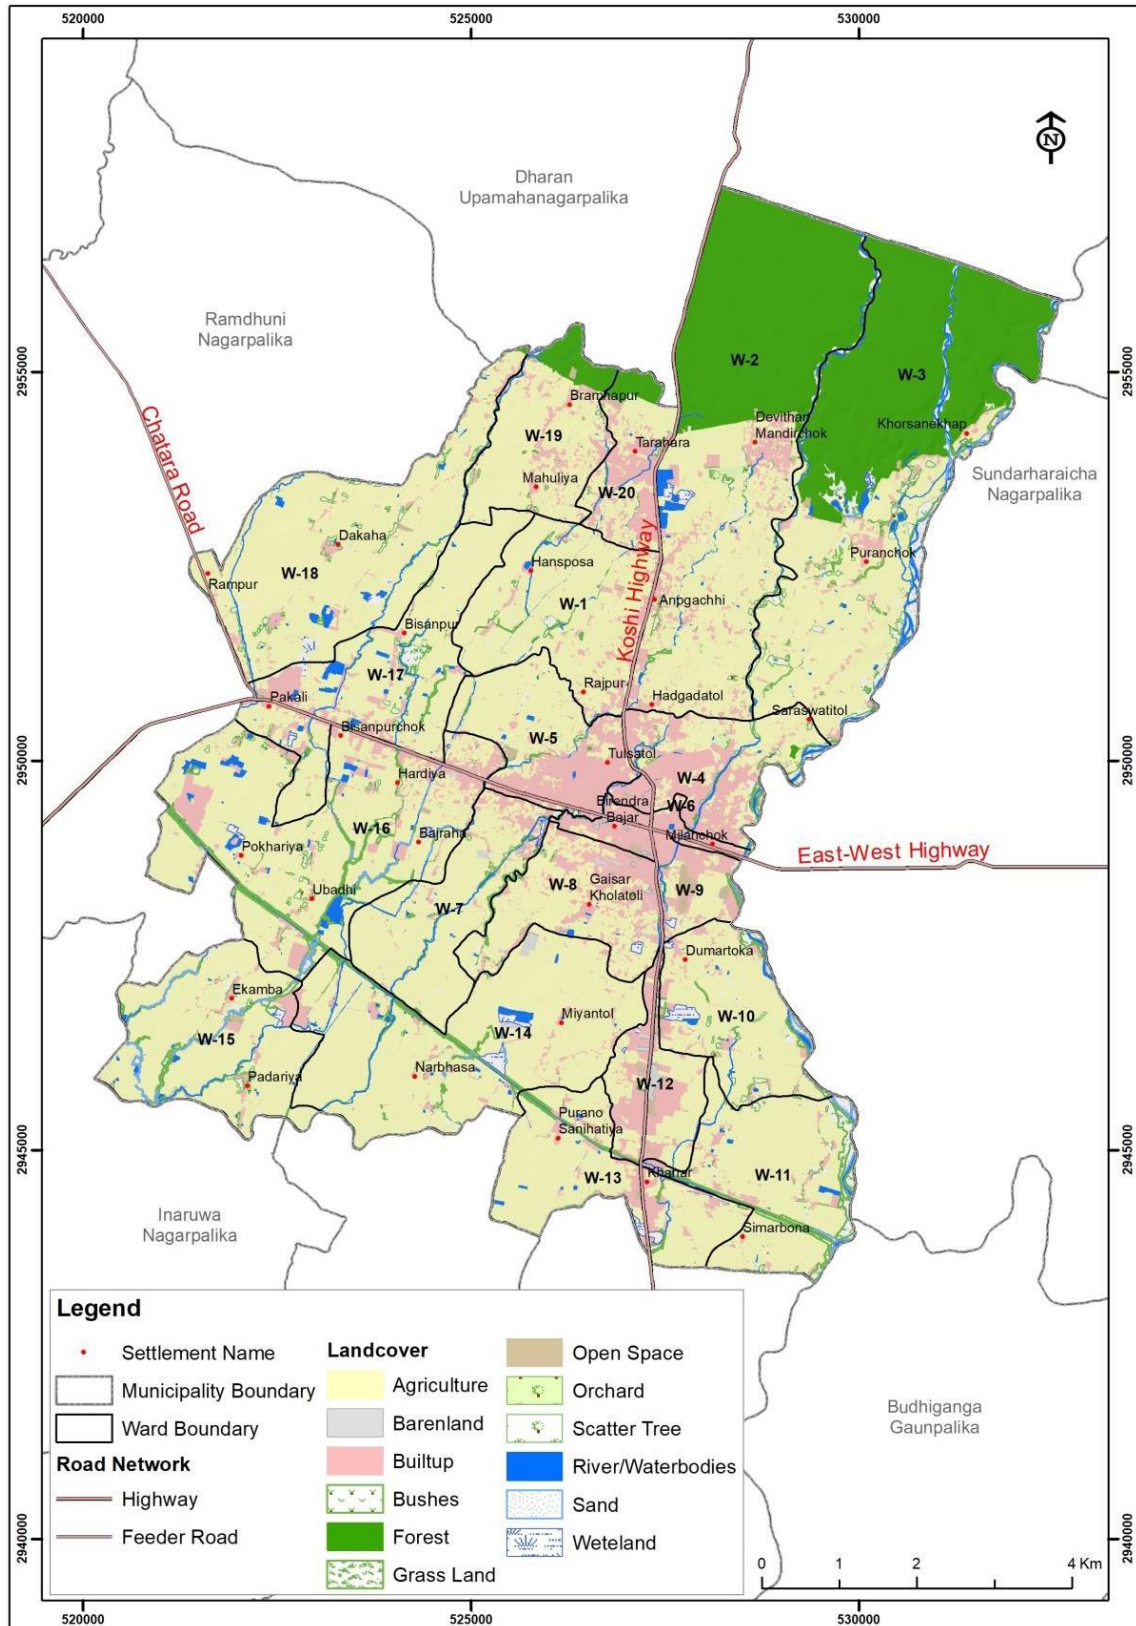 520000
525000
530000
N
Dharan
Upamahanagarpalika
Ramdhuni
Nagarpalika
2955000
2955000
W-2
W-3
Bramhapur
Devithan
Mandirchok
Khorsanekhap
Chatara Road
W-19
Tarahara
Sundarharaicha
Nagarpalika
Mahuliya
W-20
Dakaha
Puranchok
Hansposa
Koshi Highway
Rampur
W-18
W-1
Anpgachhi
Bisanpur
W-17
Rajpur
Hadgadatol
Pakali
Saraswatitol
Bisanpurchok
W-5
2950000
2950000
Tulsatol
Hardiya
W-4
Birendra
Bajar
W-6
W-16
Bajraha
Milanchok
East-West Highway
Pokhariya
W-8
Gaisar
Kholatoli
W-9
Ubadhi
W-7
Dumartoka
Ekamba
Miyantol
W-10
W-15
W-14
Padariya
Narbhasa
W-12
Purano
Sanihatiya
2945000
2945000
W-13
Khanar
W-11
Inaruwa
Nagarpalika
Simarbona
Legend
Settlement Name
Municipality Boundary
Ward Boundary
Road Network
Highway
Feeder Road
Landcover
Agriculture
Barenland
Builtup
Bushes
Forest
Grass Land
Open Space
Orchard
Scatter Tree
River/Waterbodies
Sand
Weteland
Budhiganga
Gaunpalika
2940000
2940000
0 1 2 4 Km
520000
525000
530000